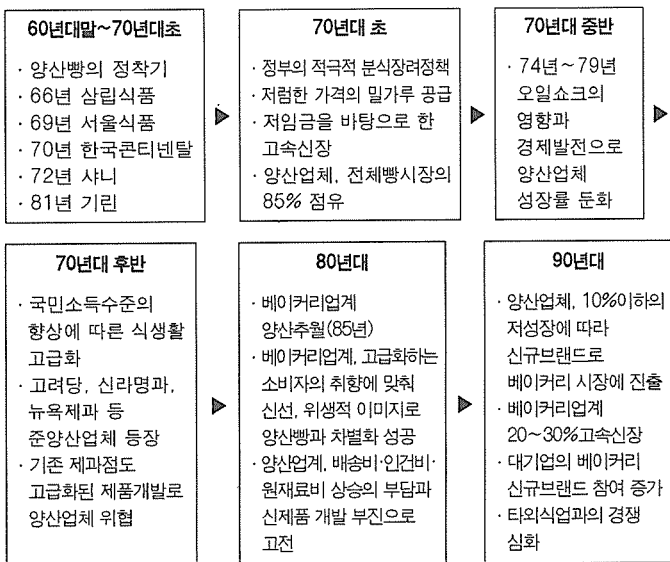 60년대말~70년대초
· 양산빵의 정착기
· 66년 삼립식품
· 69년 서울식품
· 70년 한국콘티넨탈
· 72년 샤니
· 81년 기린
70년대 초
· 정부의 적극적 분식장려정책
· 저렴한 가격의 밀가루 공급
· 저임금을 바탕으로 한
고속신장
· 양산업체, 전체빵시장의
85% 점유
70년대 중반
· 74년~79년
오일쇼크의
영향과
경제발전으로
양산업체
성장률 둔화
70년대 후반
· 국민소득수준의
향상에 따른 식생활
고급화
· 고려당, 신라명과,
뉴욕제과 등
준양산업체 등장
· 기존 제과점도
고급화된 제품개발로
양산업체 위협
80년대
· 베이커리업계
양산추월(85년)
· 베이커리업계, 고급화하는
소비자의 취향에 맞춰
신선, 위생적 이미지로
양산빵과 차별화 성공
· 양산업계, 배송비·인건비·
원재료비 상승의 부담과
신제품 개발 부진으로
고전
90년대
· 양산업체, 10%이하의
저성장에 따라
신규브랜드로
베이커리 시장에 진출
· 베이커리업계
20~30%고속신장
· 대기업의 베이커리
신규브랜드 참여 증가
· 타외식업과의 경쟁
심화